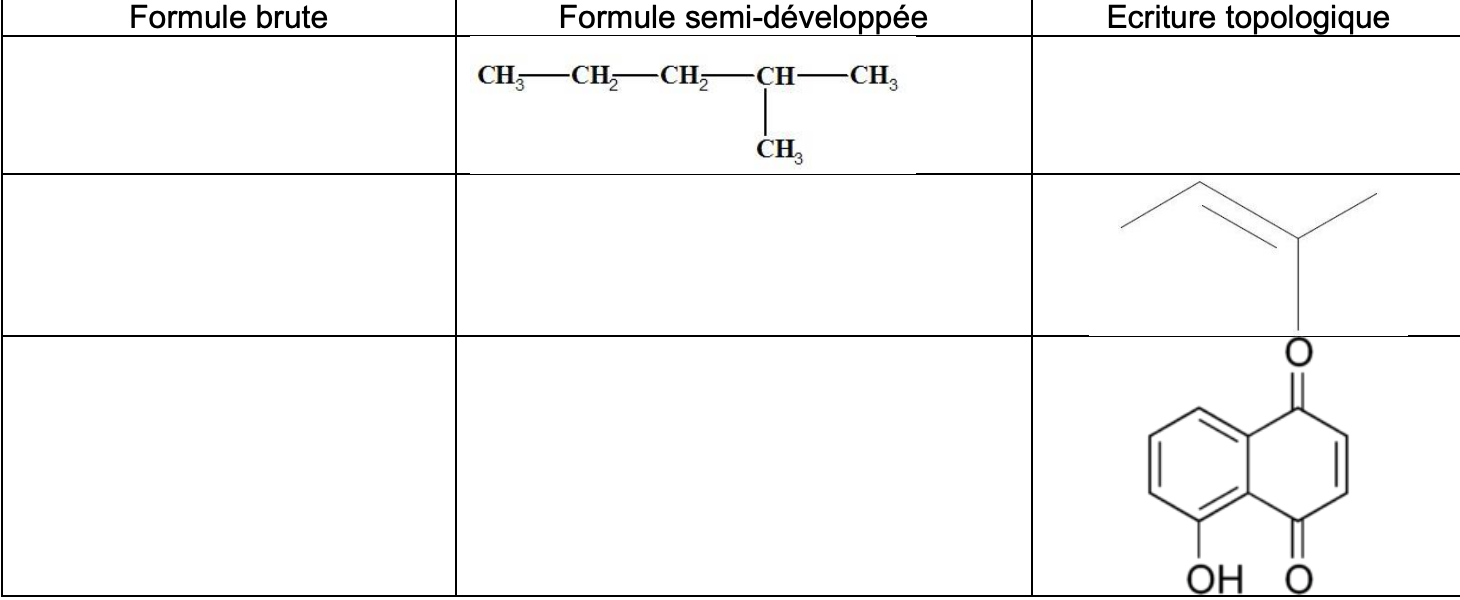 Formule brute Formule semi-développée Ecriture topologique
CH₃ CH₂ CH₂ CH CH₃
CH₃
O
OH O